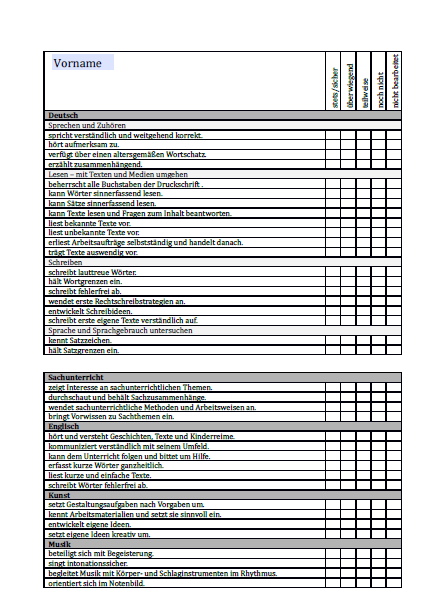 Vorname
stets/sicher
überwiegend
teilweise
noch nicht
nicht bearbeitet
Deutsch
Sprechen und Zuhören
spricht verständlich und weitgehend korrekt.
hört aufmerksam zu.
verfügt über einen altersgemäßen Wortschatz.
erzählt zusammenhängend.
Lesen – mit Texten und Medien umgehen
beherrscht alle Buchstaben der Druckschrift .
kann Wörter sinnerfassend lesen.
kann Sätze sinnerfassend lesen.
kann Texte lesen und Fragen zum Inhalt beantworten.
liest bekannte Texte vor.
liest unbekannte Texte vor.
erliest Arbeitsaufträge selbstständig und handelt danach.
trägt Texte auswendig vor.
Schreiben
schreibt lauttreue Wörter.
hält Wortgrenzen ein.
schreibt fehlerfrei ab.
wendet erste Rechtschreibstrategien an.
entwickelt Schreibideen.
schreibt erste eigene Texte verständlich auf.
Sprache und Sprachgebrauch untersuchen
kennt Satzzeichen.
hält Satzgrenzen ein.
Sachunterricht
zeigt Interesse an sachunterrichtlichen Themen.
durchschaut und behält Sachzusammenhänge.
wendet sachunterrichtliche Methoden und Arbeitsweisen an.
bringt Vorwissen zu Sachthemen ein.
Englisch
hört und versteht Geschichten, Texte und Kinderreime.
kommuniziert verständlich mit seinem Umfeld.
kann dem Unterricht folgen und bittet um Hilfe.
erfasst kurze Wörter ganzheitlich.
liest kurze und einfache Texte.
schreibt Wörter fehlerfrei ab.
Kunst
setzt Gestaltungsaufgaben nach Vorgaben um.
kennt Arbeitsmaterialien und setzt sie sinnvoll ein.
entwickelt eigene Ideen.
setzt eigene Ideen kreativ um.
Musik
beteiligt sich mit Begeisterung.
singt intonationssicher.
begleitet Musik mit Körper- und Schlaginstrumenten im Rhythmus.
orientiert sich im Notenbild.